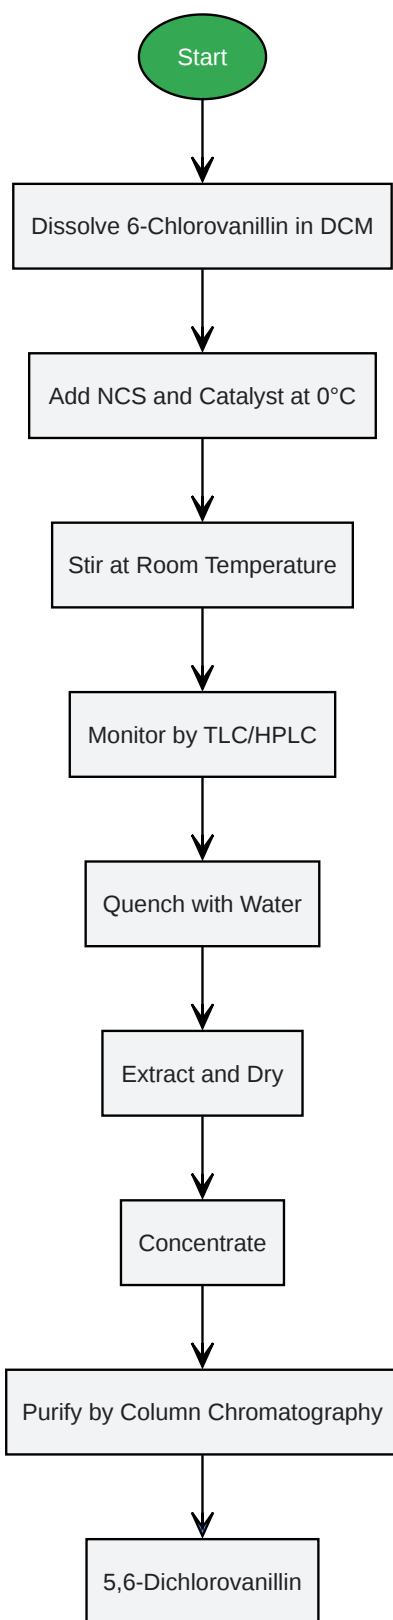 Start
Dissolve 6-Chlorovanillin in DCM
Add NCS and Catalyst at 0°C
Stir at Room Temperature
Monitor by TLC/HPLC
Quench with Water
Extract and Dry
Concentrate
Purify by Column Chromatography
5,6-Dichlorovanillin